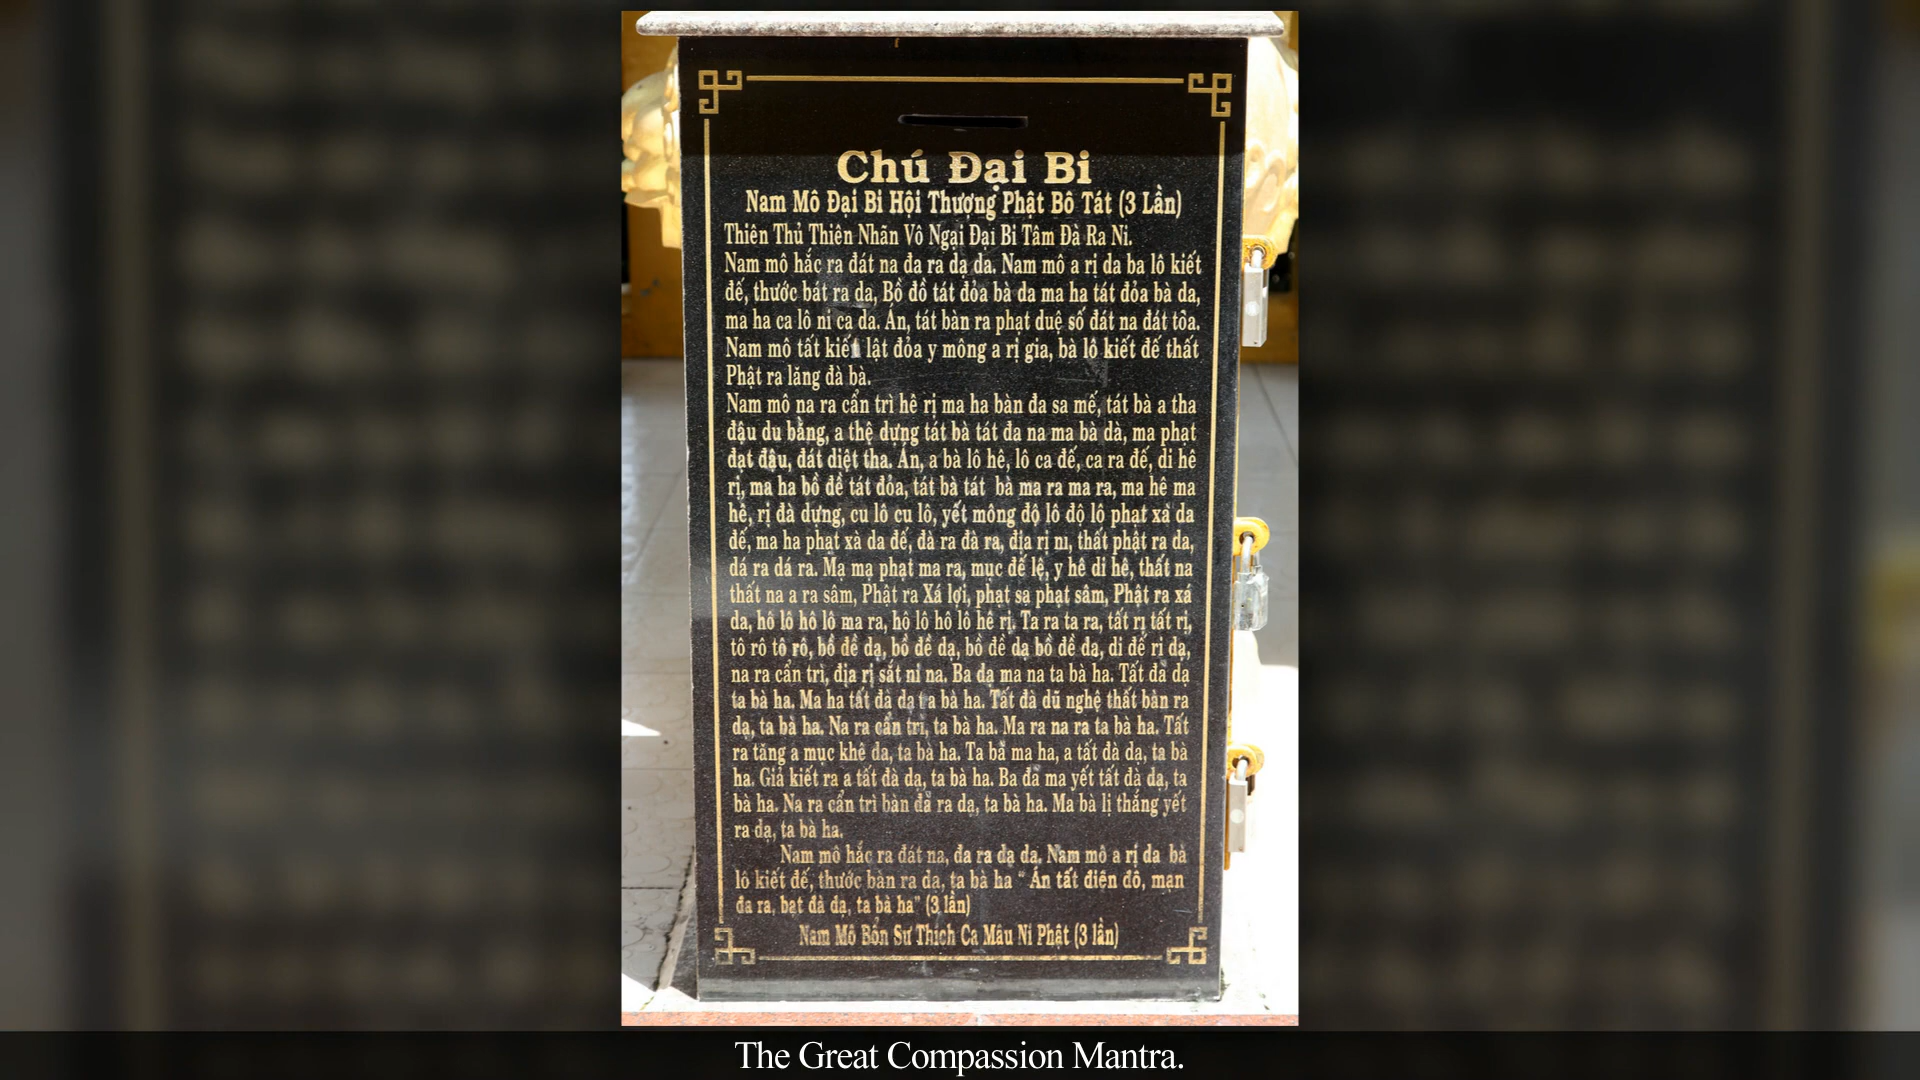 Chú Đại Bi
Nam Mô Đại Bi Hội Thượng Phật Bồ Tát (3 Lần)
Thiên Thủ Thiên Nhãn Vô Ngại Đại Bi Tâm Đà Ra Ni.
Nam mô hắc ra đát na đa ra dạ da. Nam mô a rị da ba lô kiết
đế, thước bát ra da, Bồ đồ tát đỏa bà da ma ha tát đỏa bà da,
ma ha ca lô ni ca da. Án, tát bàn ra phạt duệ số đát na đát tỏa.
Nam mô tất kiết lật đỏa y mông a rị gia, bà lô kiết đế thất
Phật ra lăng đà bà.
Nam mô na ra cẩn trì hê rị ma ha bàn đa sa mế, tát bà a tha
đậu du bằng, a thệ dựng tát bà tát đa na ma bà dà, ma phạt
đạt đậu, đát diệt tha. Án, a bà lô hê, lô ca đế, ca ra đế, di hê
rị, ma ha bồ đề tát đỏa, tát bà tát bà ma ra ma ra, ma hê ma
hê, rị đà dựng, cu lô cu lô, yết mông độ lô độ lô phạt xà da
đế, ma ha phạt xà da đế, đà ra đà ra, địa rị ni, thất phật ra da,
dá ra dá ra. Mạ mạ phạt ma ra, mục đế lệ, y hê di hê, thất na
thất na a ra sâm, Phật ra Xá lợi, phạt sạ phạt sâm, Phật ra xá
da, hô lô hô lô ma ra, hô lô hô lô hê rị. Ta ra ta ra, tất rị tất rị,
tô rô tô rô, bồ đề dạ, bồ đề dạ, bồ đề dạ bồ đề dạ, di đế rị dạ,
na ra cẩn trì, địa rị sắt ni na. Ba dạ ma na ta bà ha. Tất đà dạ
ta bà ha. Ma ha tất đà dạ ta bà ha. Tất đà dũ nghệ thất bàn ra
dạ, ta bà ha. Na ra cẩn trì, ta bà ha. Ma ra na ra ta bà ha. Tất
ra tăng a mục khê da, ta bà ha. Ta bà ma ha, a tất đà dạ, ta bà
ha. Giả kiết ra a tất đà dạ, ta bà ha. Ba đà ma yết tất đà dạ, ta
bà ha. Na ra cẩn trì bàn đà ra dạ, ta bà ha. Ma bà lị thắng yết
ra dạ, ta bà ha.
Nam mô hắc ra đát na, đa ra dạ da. Nam mô a rị da bà
lô kiết đế, thước bàn ra dạ, ta bà ha “ Án tất điện đô, mạn
đa ra, bạt đà dạ, ta bà ha” (3 lần)
Nam Mô Bổn Sư Thích Ca Mâu Ni Phật (3 lần)
The Great Compassion Mantra.